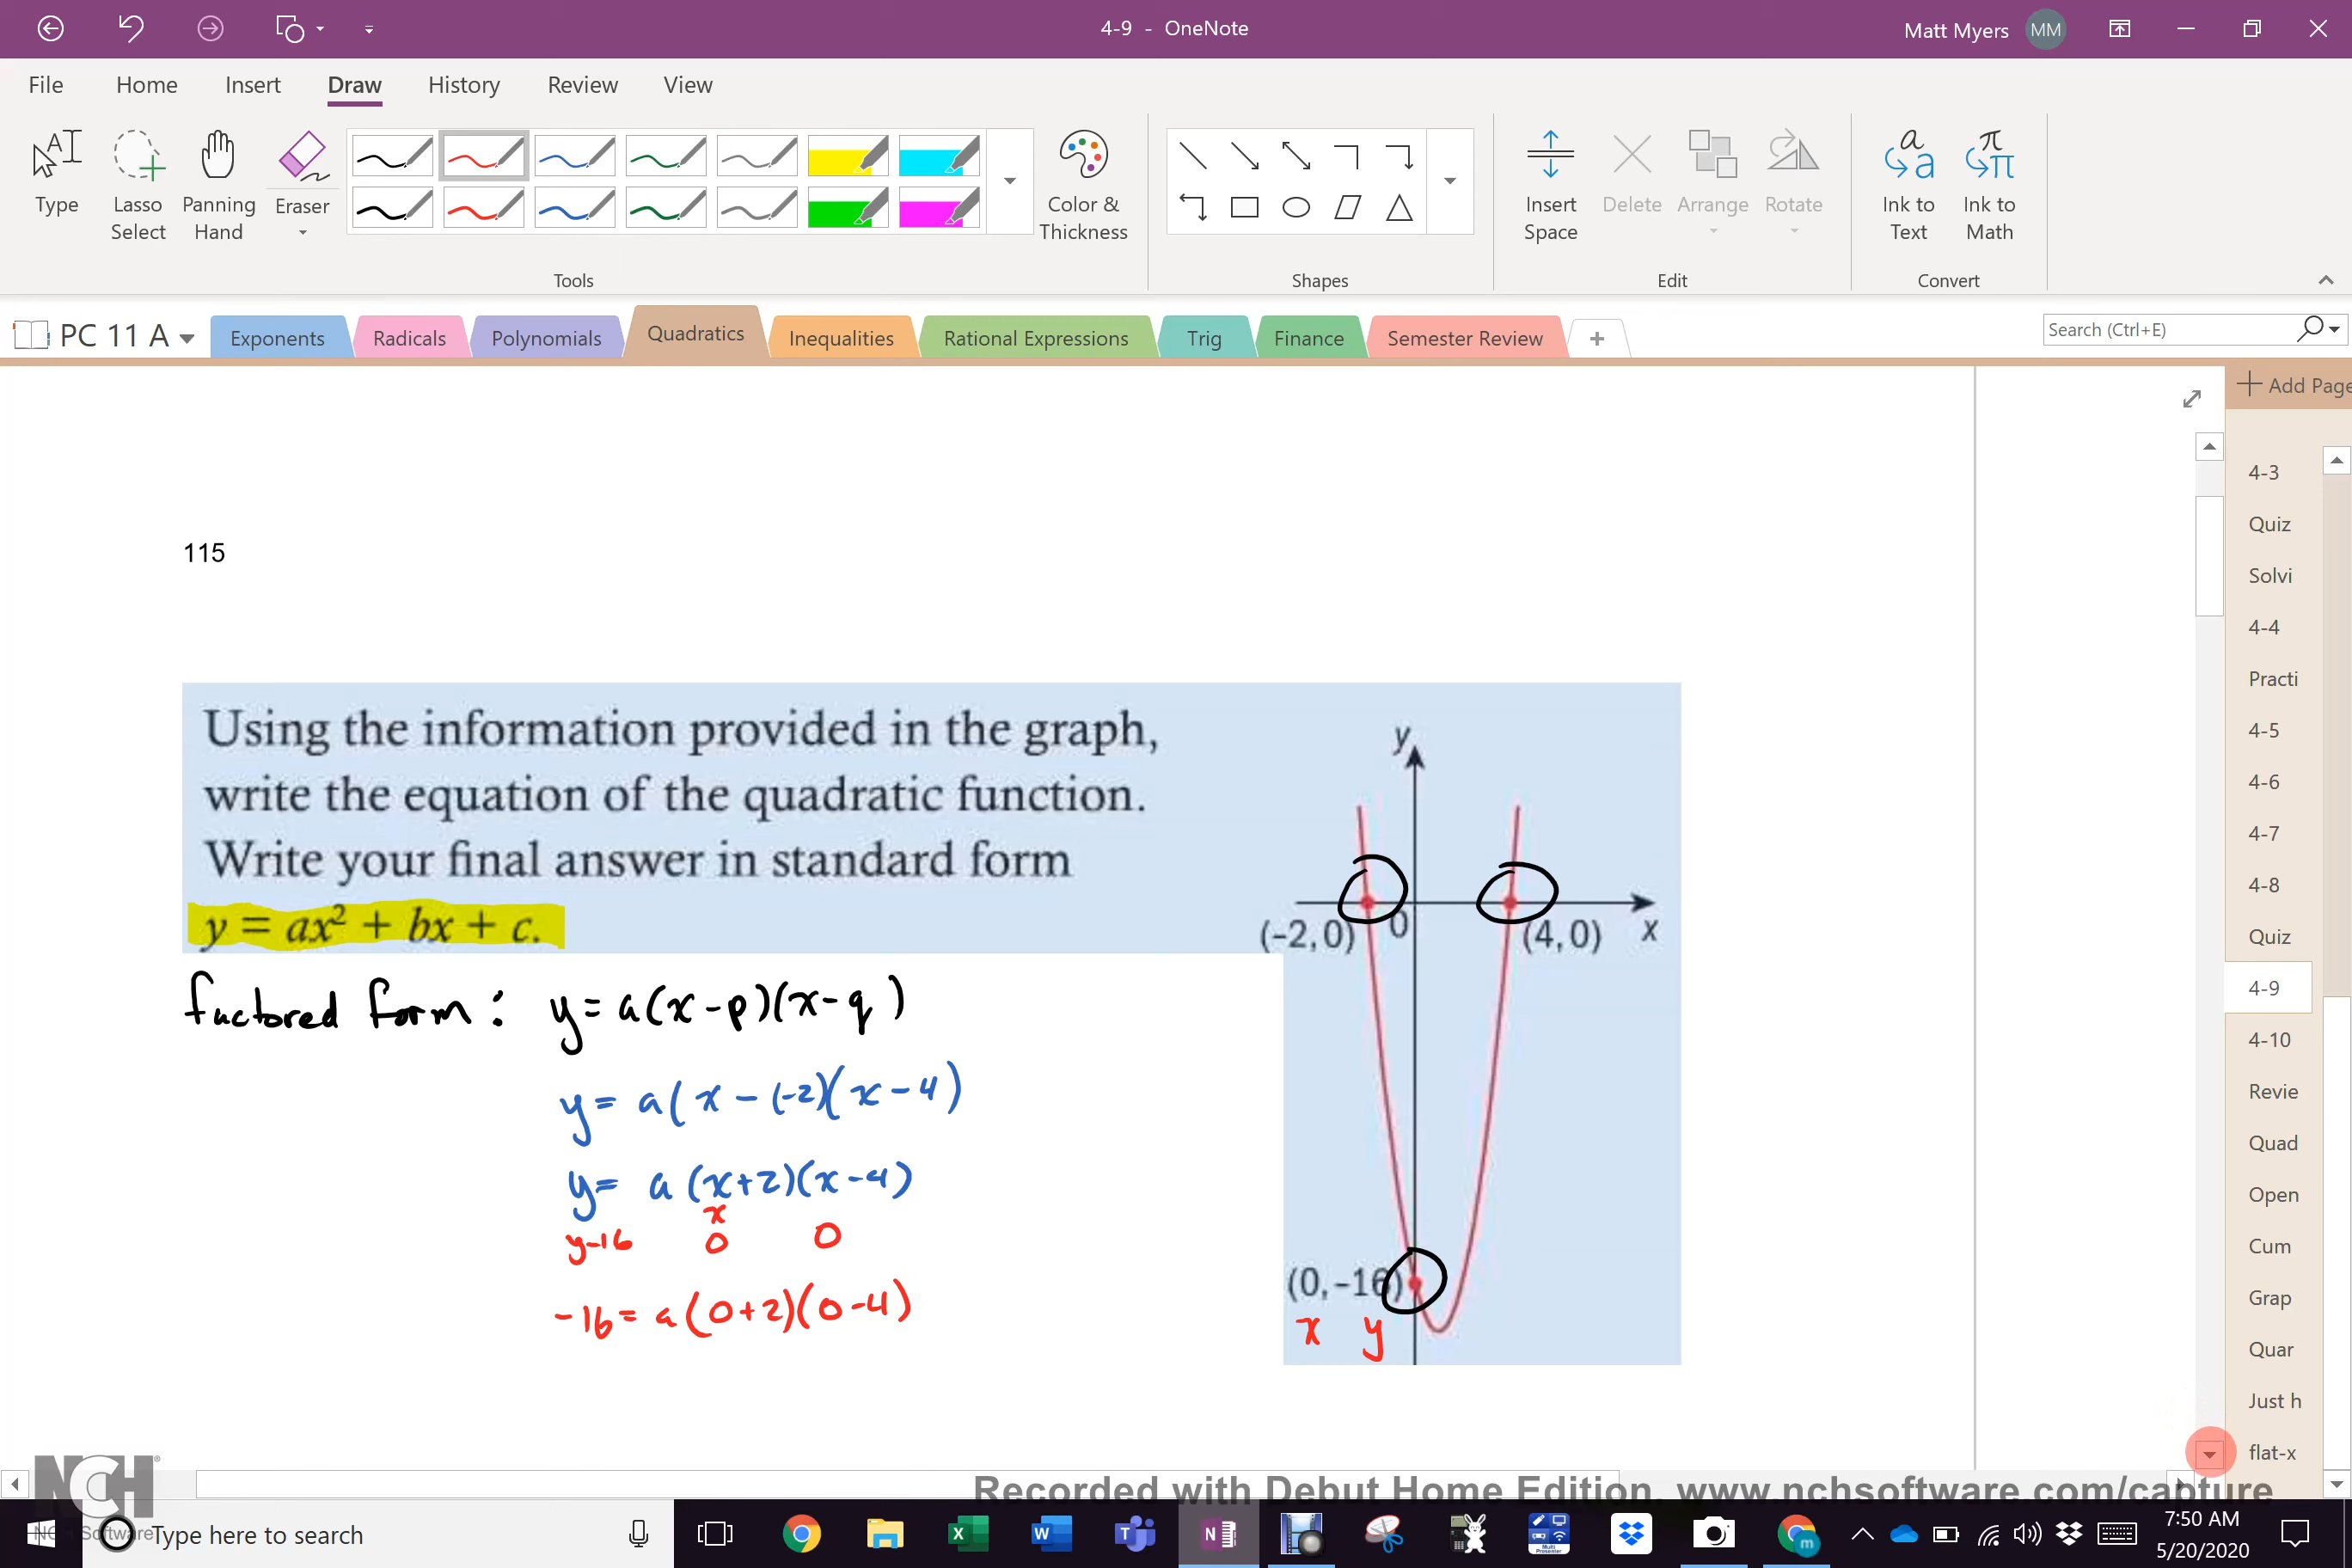 4-9 - OneNote
Matt Myers MM
File Home Insert Draw History Review View
Type
Lasso Select
Panning Hand
Eraser
Color & Thickness
Insert Space
Delete
Arrange
Rotate
Ink to Text
Ink to Math
Tools
Shapes
Edit
Convert
PC 11 A
Exponents Radicals Polynomials Quadratics Inequalities Rational Expressions Trig Finance Semester Review
Search (Ctrl+E)
Add Page
4-3
Quiz
Solvi
4-4
Practi
4-5
4-6
4-7
4-8
Quiz
4-9
4-10
Revie
Quad
Open
Cum
Grap
Quar
Just h
flat-x
115
Using the information provided in the graph,
write the equation of the quadratic function.
Write your final answer in standard form
y = ax² + bx + c.
y
(-2,0) 0 (4,0) x
(0,-16)
x y
factored form: y = a(x-p)(x-q)
y = a(x-(-2)(x-4)
y = a(x+2)(x-4)
x
y-16 0 0
-16 = a(0+2)(0-4)
NCH
NCH Software
Recorded with Debut Home Edition. www.nchsoftware.com/capture
Type here to search
7:50 AM
5/20/2020